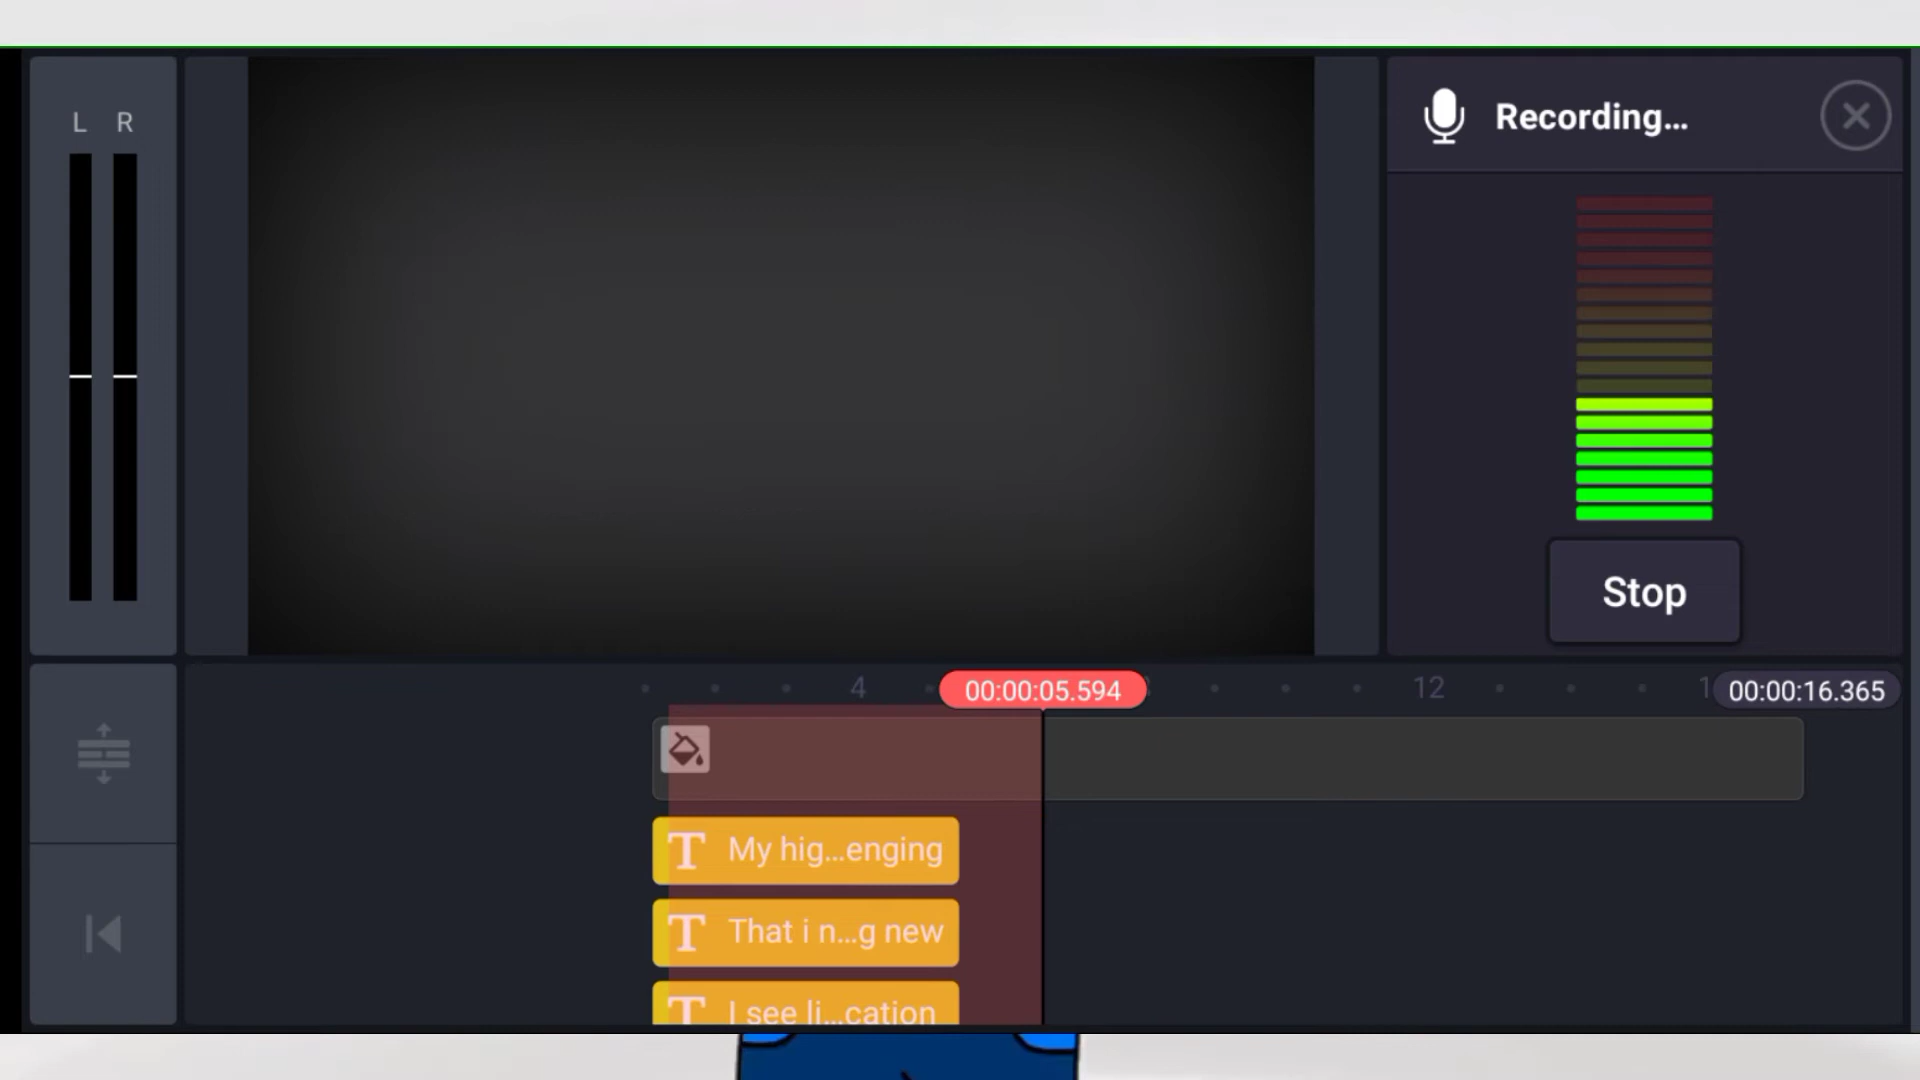 L R
Recording...
Stop
4
00:00:05.594
12
1
00:00:16.365
T My hig...enging
T That i n...g new
T I see li...cation